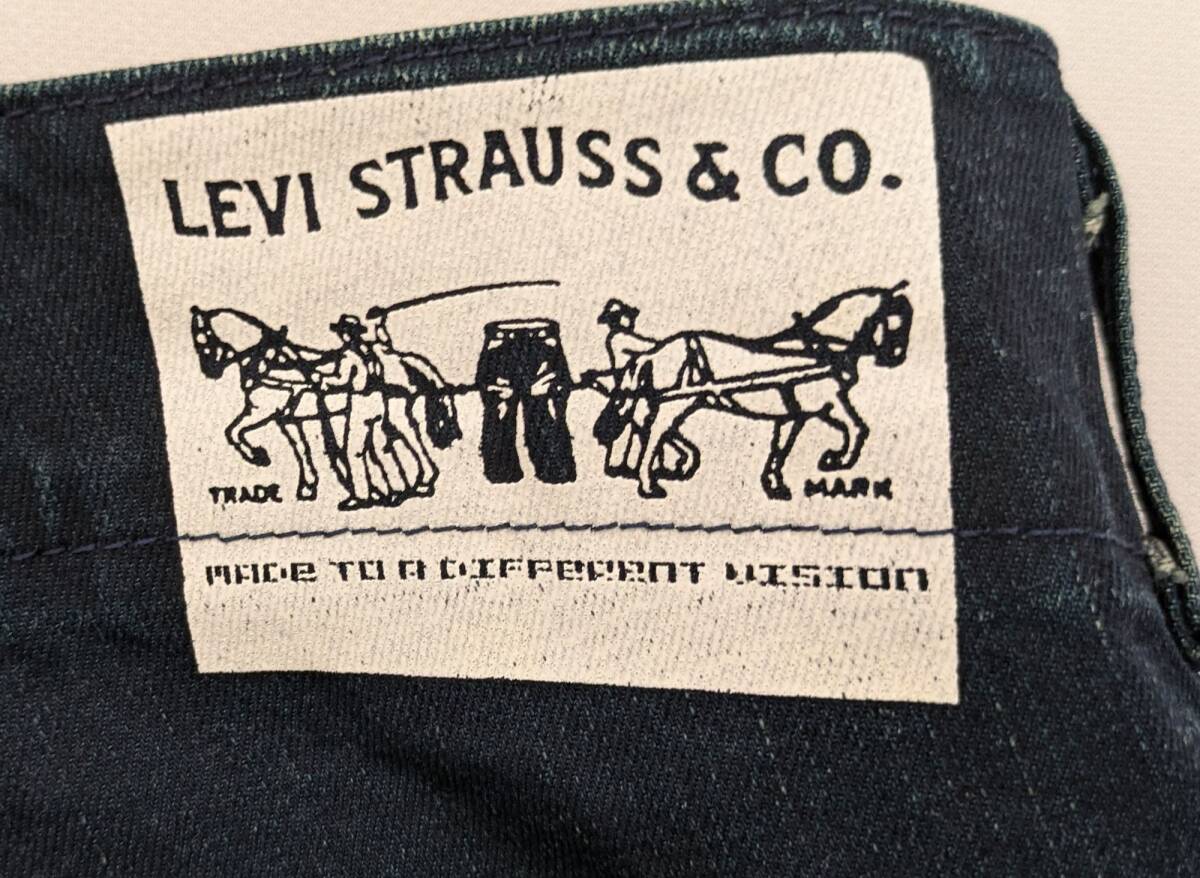 LEVI STRAUSS & CO.
TRADE MARK
MADE TO A DIFFERENT VISION